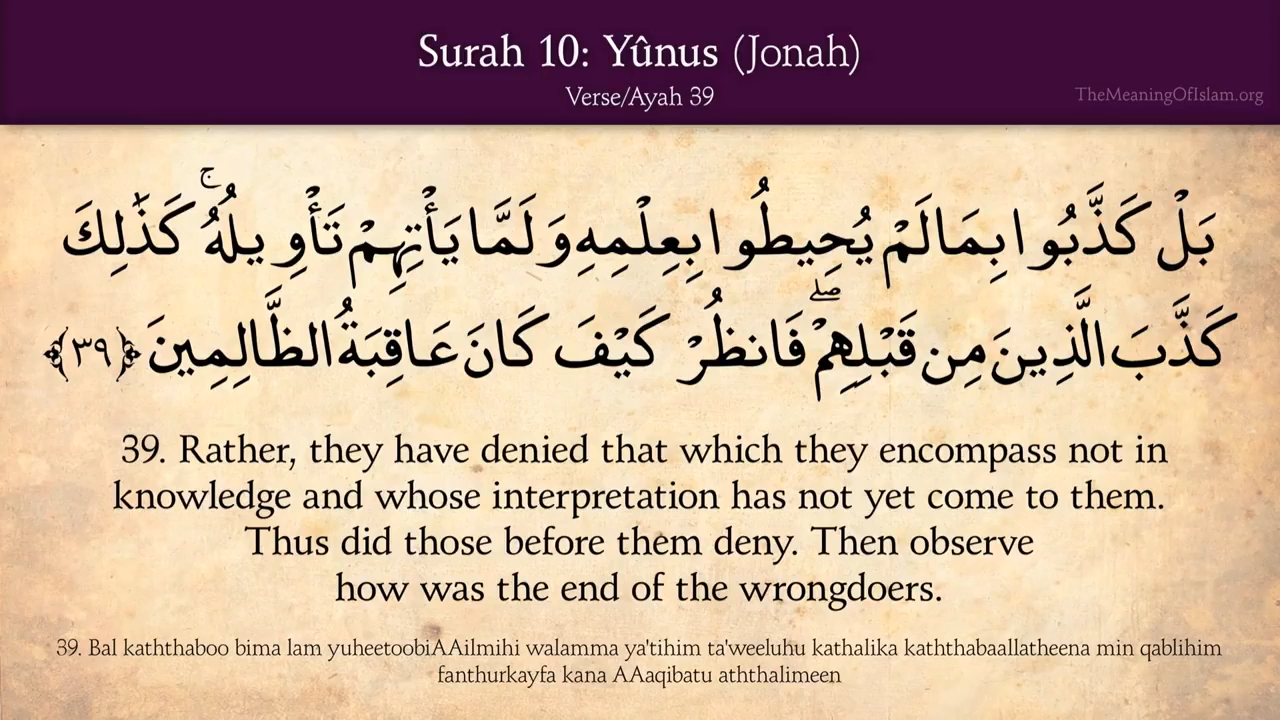 Surah 10: Yûnus (Jonah)
Verse/Ayah 39
TheMeaningOfIslam.org
بَلْ كَذَّبُوا بِمَا لَمْ يُحِيطُوا بِعِلْمِهِ وَلَمَّا يَأْتِهِمْ تَأْوِيلُهُ ۚ كَذَٰلِكَ
كَذَّبَ الَّذِينَ مِن قَبْلِهِمْ ۖ فَانظُرْ كَيْفَ كَانَ عَاقِبَةُ الظَّالِمِينَ ﴿٣٩﴾
39. Rather, they have denied that which they encompass not in
knowledge and whose interpretation has not yet come to them.
Thus did those before them deny. Then observe
how was the end of the wrongdoers.
39. Bal kaththaboo bima lam yuheetoobiAAilmihi walamma ya'tihim ta'weeluhu kathalika kaththabaallatheena min qablihim
fanthurkayfa kana AAaqibatu aththalimeen